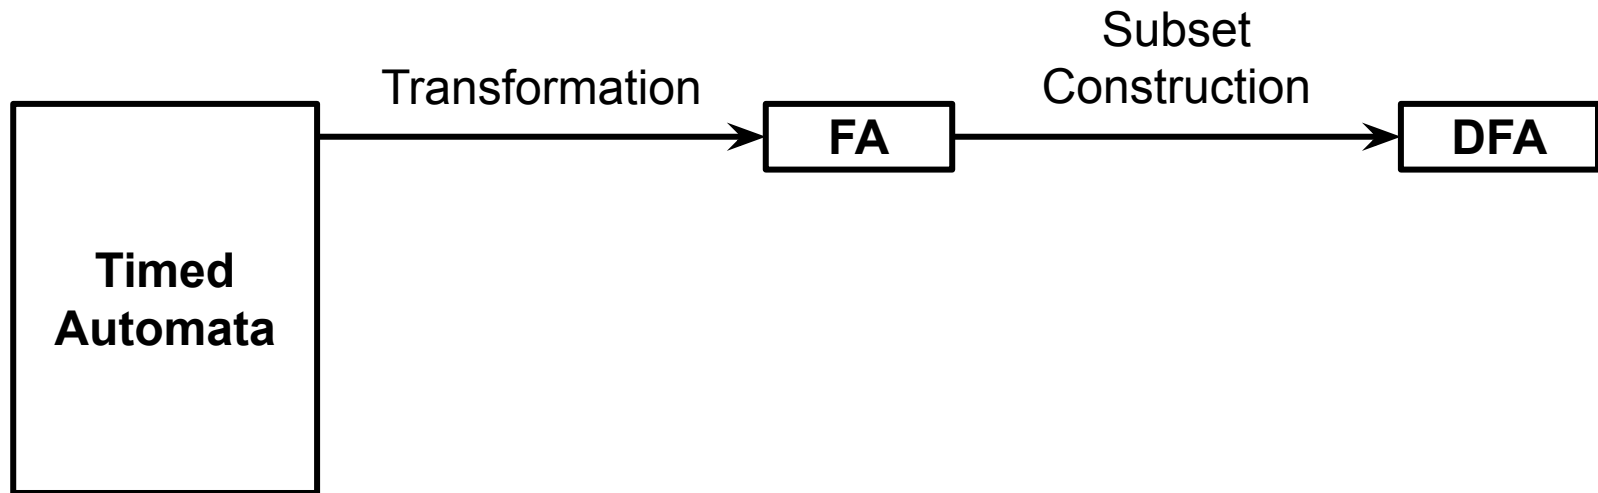 Transformation
Subset
Construction
FA
DFA
Timed
Automata